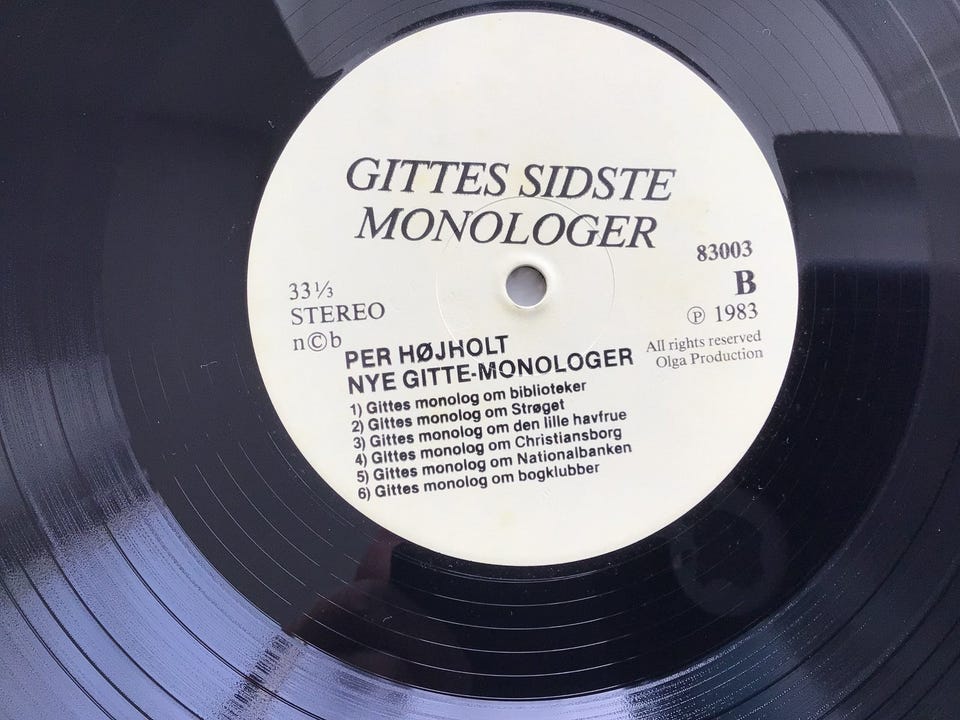 GITTES SIDSTE
MONOLOGER
33⅓
STEREO
n©b
83003
B
℗ 1983
All rights reserved
Olga Production
PER HØJHOLT
NYE GITTE-MONOLOGER
1) Gittes monolog om biblioteker
2) Gittes monolog om Strøget
3) Gittes monolog om den lille havfrue
4) Gittes monolog om Christiansborg
5) Gittes monolog om Nationalbanken
6) Gittes monolog om bogklubber